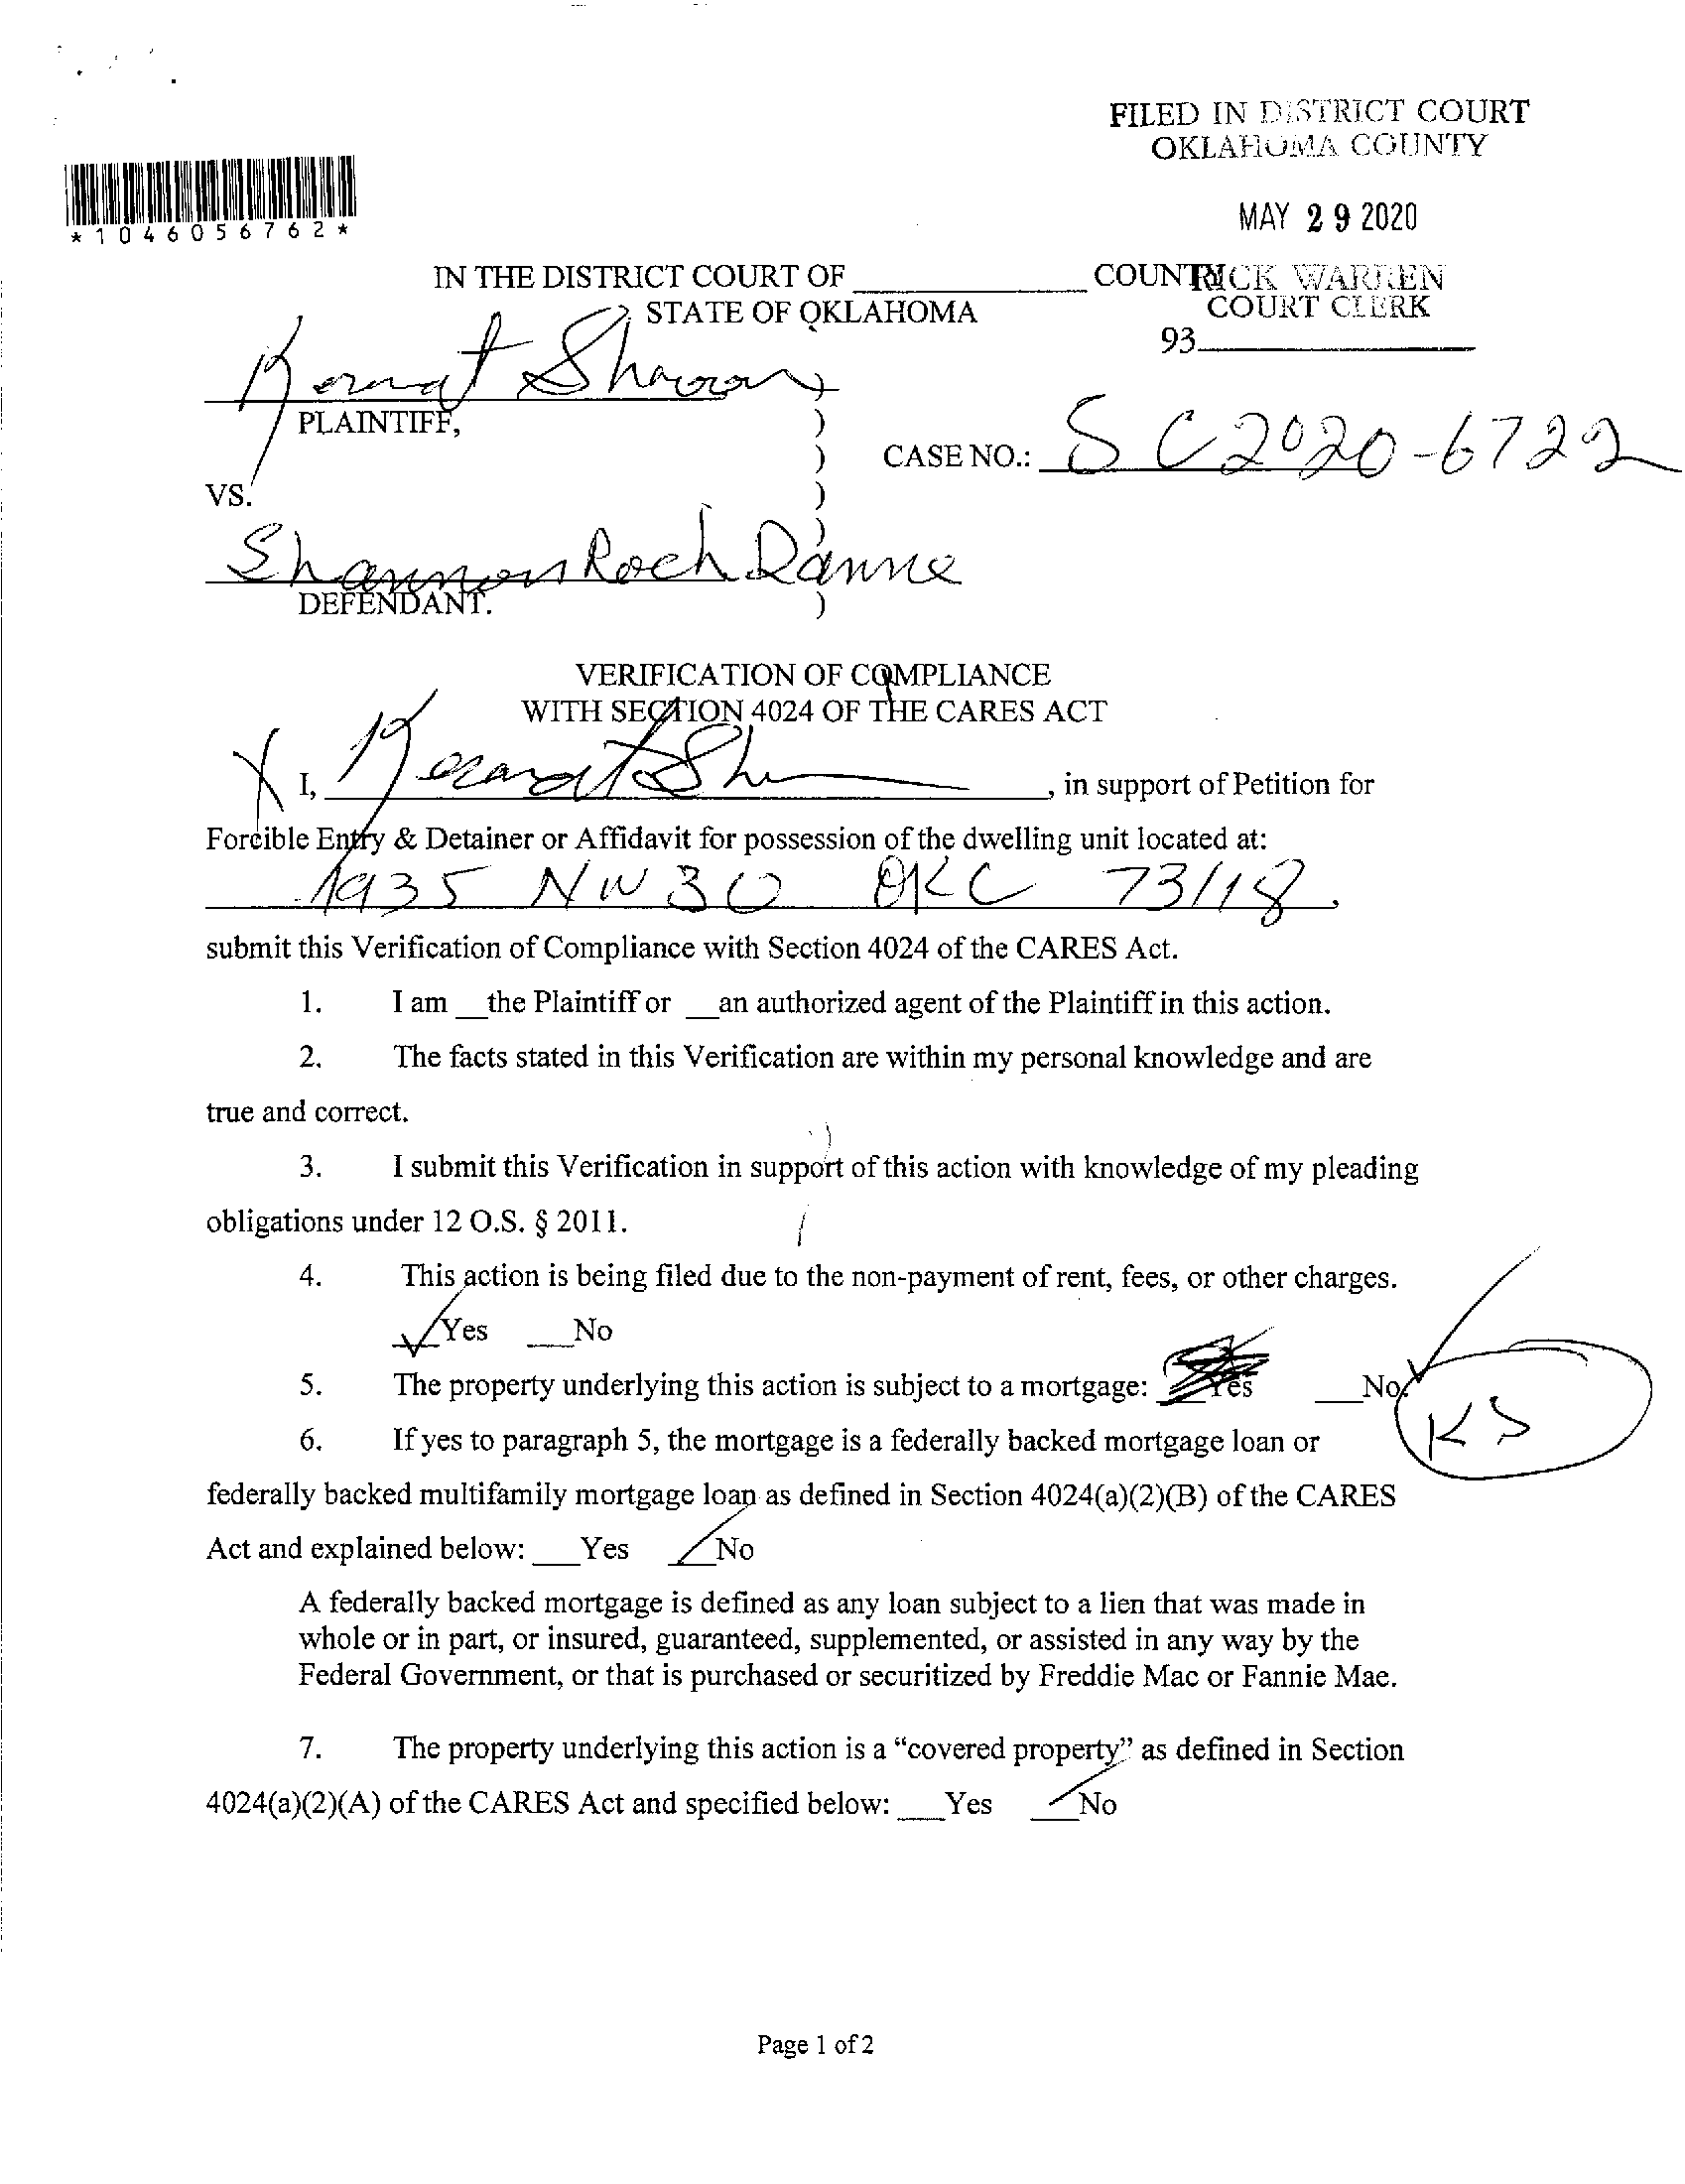 FILED IN DISTRICT COURT
OKLAHOMA COUNTY
MAY 29 2020
*1046056762*
IN THE DISTRICT COURT OF ______________ COUNTY
RICK WARREN
STATE OF OKLAHOMA
COURT CLERK
93
PLAINTIFF,
CASE NO.: SC2020-6722
VS.
Shannon Roch Danne
DEFENDANT.
VERIFICATION OF COMPLIANCE
WITH SECTION 4024 OF THE CARES ACT
X I, , in support of Petition for
Forcible Entry & Detainer or Affidavit for possession of the dwelling unit located at:
1935 NW 30 OKC 73118.
submit this Verification of Compliance with Section 4024 of the CARES Act.
1. I am __the Plaintiff or __an authorized agent of the Plaintiff in this action.
2. The facts stated in this Verification are within my personal knowledge and are
true and correct.
3. I submit this Verification in support of this action with knowledge of my pleading
obligations under 12 O.S. § 2011.
4. This action is being filed due to the non-payment of rent, fees, or other charges.
✓Yes ___No
5. The property underlying this action is subject to a mortgage: ___Yes ___No ✓
KS
6. If yes to paragraph 5, the mortgage is a federally backed mortgage loan or
federally backed multifamily mortgage loan as defined in Section 4024(a)(2)(B) of the CARES
Act and explained below: ___Yes ✓No
A federally backed mortgage is defined as any loan subject to a lien that was made in
whole or in part, or insured, guaranteed, supplemented, or assisted in any way by the
Federal Government, or that is purchased or securitized by Freddie Mac or Fannie Mae.
7. The property underlying this action is a “covered property” as defined in Section
4024(a)(2)(A) of the CARES Act and specified below: ___Yes ✓No
Page 1 of 2